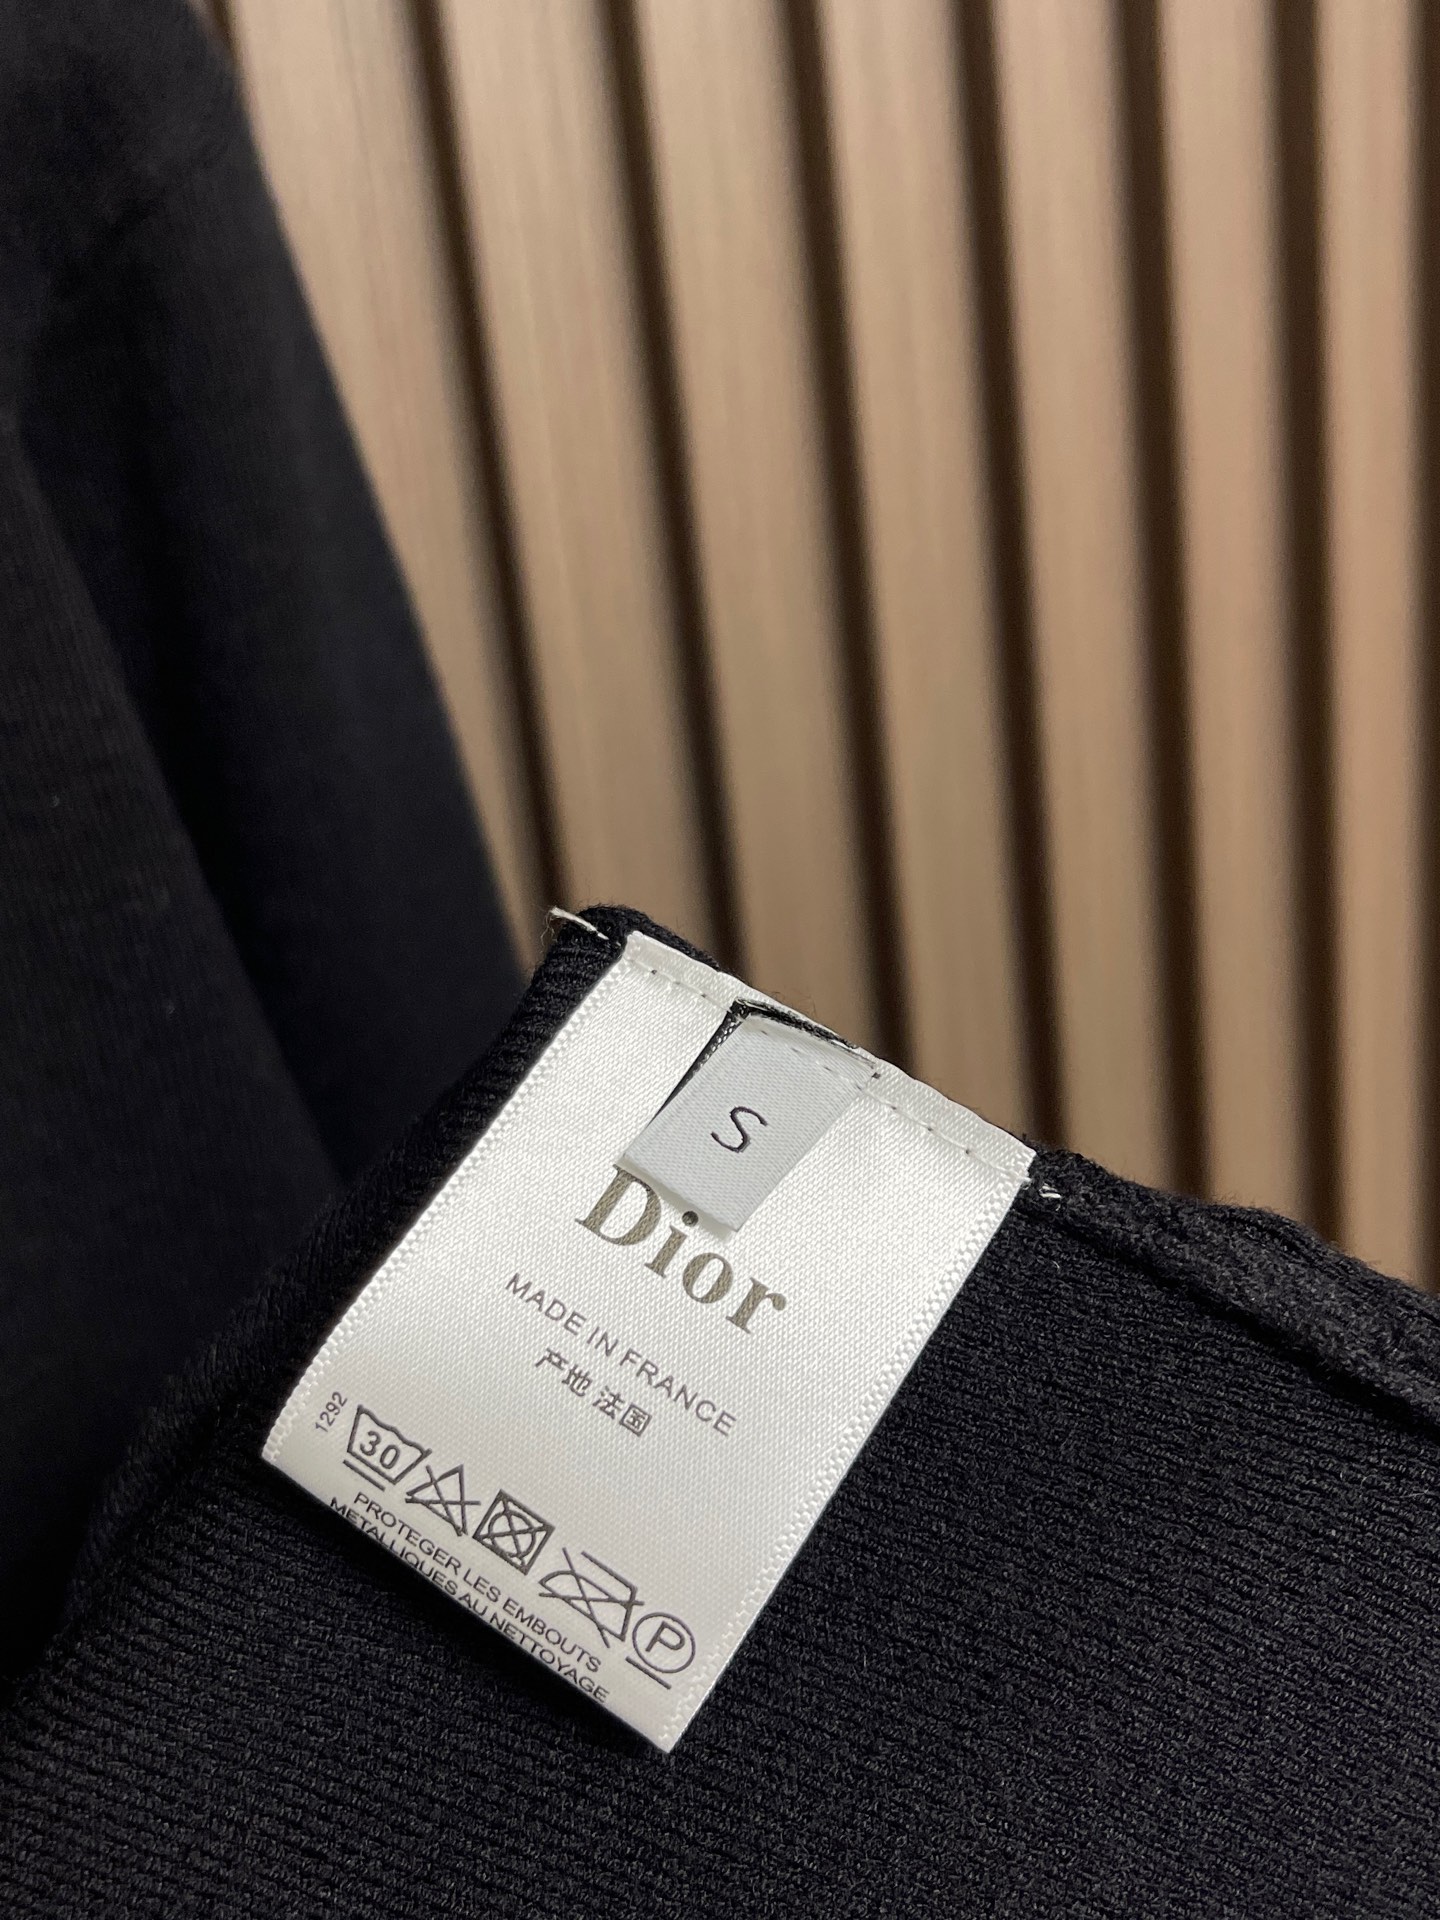 S
Dior
MADE IN FRANCE
产地 法国
1292
30
P
PROTEGER LES EMBOUTS
METALLIQUES AU NETTOYAGE